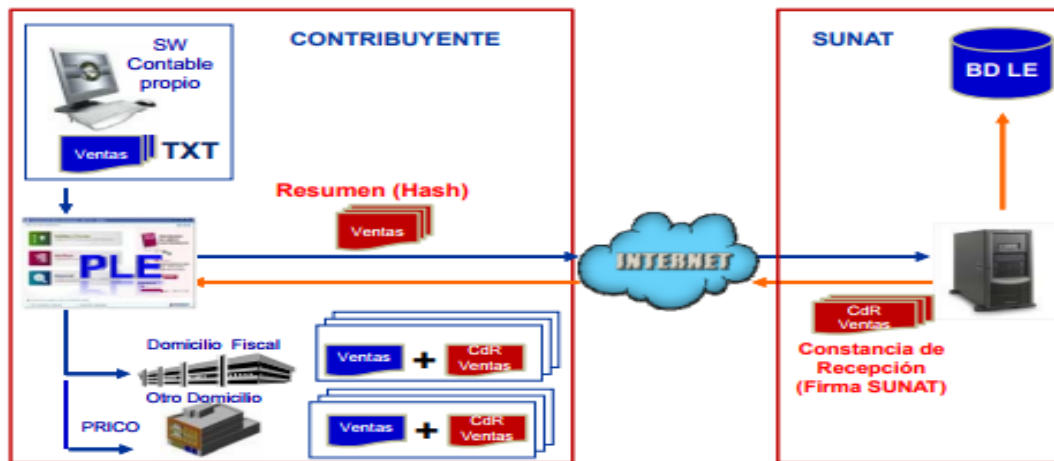 SW
Contable
propio
CONTRIBUYENTE
SUNAT
BD LE
Ventas
TXT
Resumen (Hash)
Ventas
PLE
INTERNET
CdR
Ventas
Constancia de
Recepción
(Firma SUNAT)
Domicilio Fiscal
Ventas + CdR
Ventas
Otro Domicilio
PRICO
Ventas + CdR
Ventas